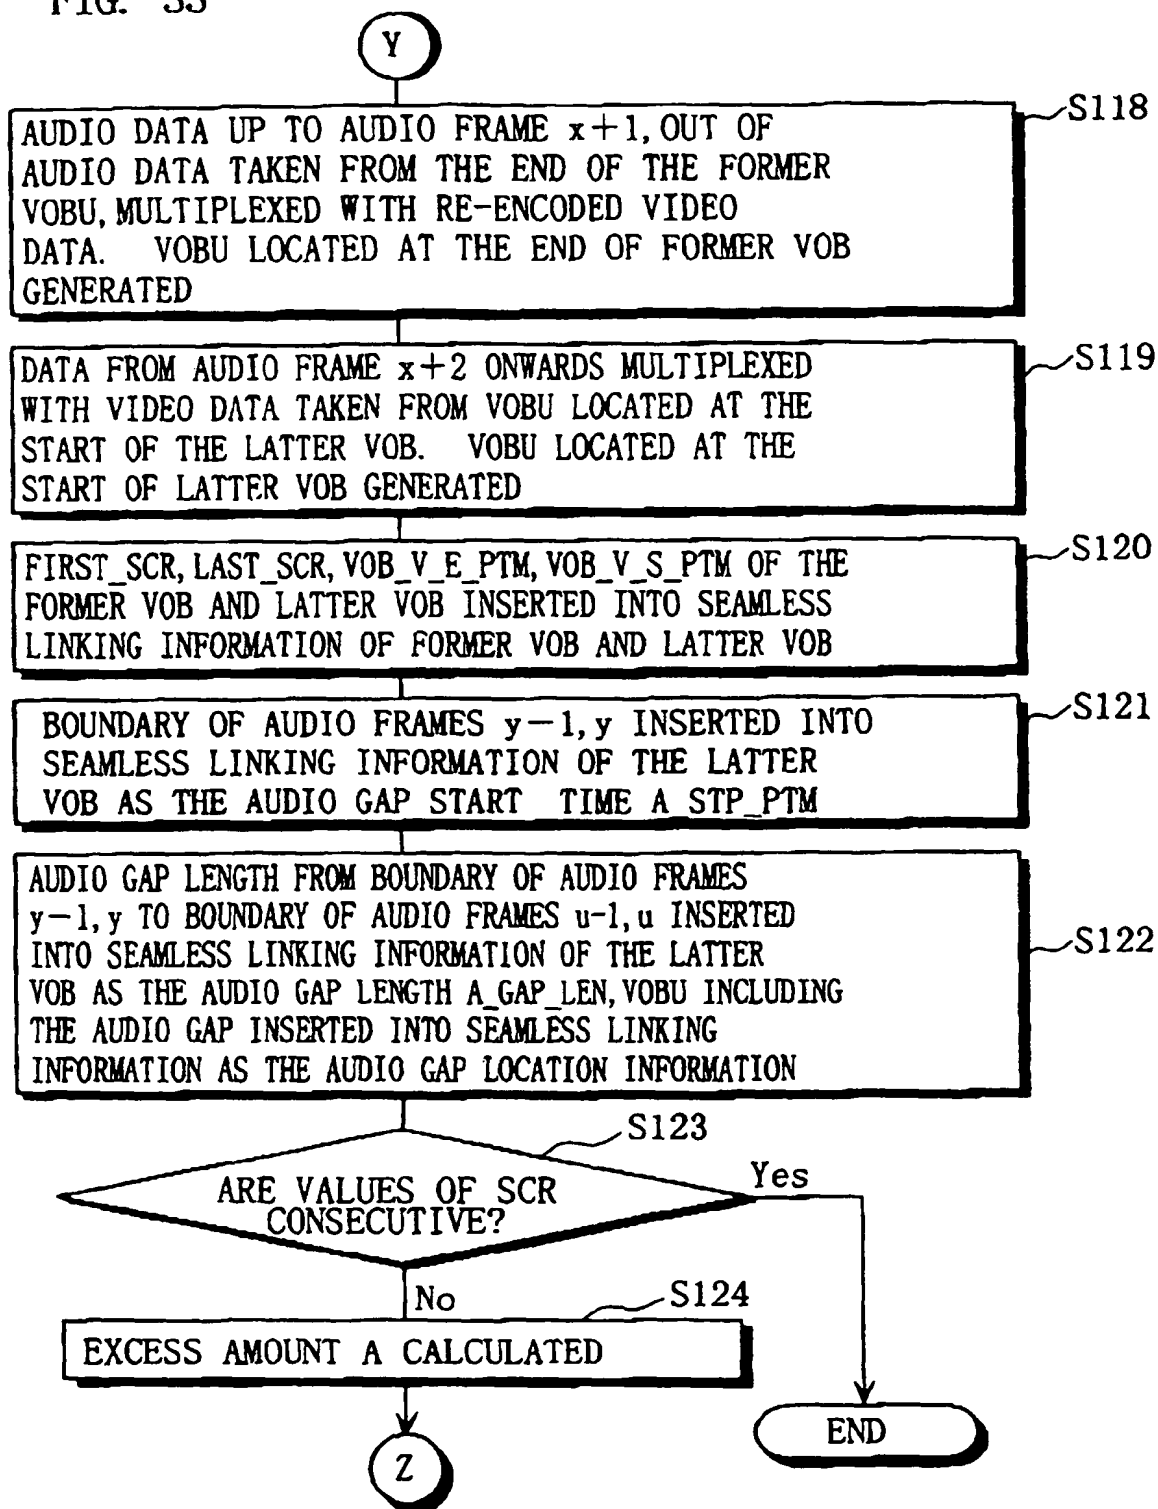 FIG. 33
Y
S118
AUDIO DATA UP TO AUDIO FRAME x+1, OUT OF
AUDIO DATA TAKEN FROM THE END OF THE FORMER
VOBU, MULTIPLEXED WITH RE-ENCODED VIDEO
DATA. VOBU LOCATED AT THE END OF FORMER VOB
GENERATED
S119
DATA FROM AUDIO FRAME x+2 ONWARDS MULTIPLEXED
WITH VIDEO DATA TAKEN FROM VOBU LOCATED AT THE
START OF THE LATTER VOB. VOBU LOCATED AT THE
START OF LATTER VOB GENERATED
S120
FIRST_SCR, LAST_SCR, VOB_V_E_PTM, VOB_V_S_PTM OF THE
FORMER VOB AND LATTER VOB INSERTED INTO SEAMLESS
LINKING INFORMATION OF FORMER VOB AND LATTER VOB
S121
BOUNDARY OF AUDIO FRAMES y-1, y INSERTED INTO
SEAMLESS LINKING INFORMATION OF THE LATTER
VOB AS THE AUDIO GAP START TIME A STP_PTM
S122
AUDIO GAP LENGTH FROM BOUNDARY OF AUDIO FRAMES
y-1, y TO BOUNDARY OF AUDIO FRAMES u-1, u INSERTED
INTO SEAMLESS LINKING INFORMATION OF THE LATTER
VOB AS THE AUDIO GAP LENGTH A_GAP_LEN, VOBU INCLUDING
THE AUDIO GAP INSERTED INTO SEAMLESS LINKING
INFORMATION AS THE AUDIO GAP LOCATION INFORMATION
S123
ARE VALUES OF SCR
CONSECUTIVE?
Yes
No
S124
EXCESS AMOUNT A CALCULATED
END
Z